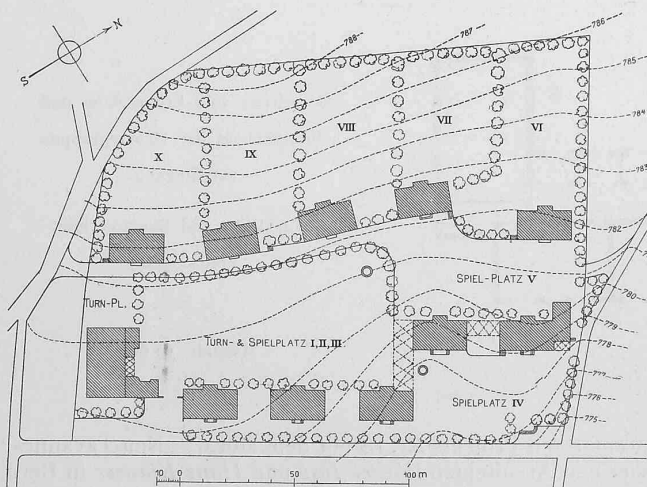 N
S
788
787
786
785
784
783
782
780
779
778
777
776
775
X
IX
VIII
VII
VI
SPIEL-PLATZ V
TURN-PL.
TURN- & SPIELPLATZ I,II,III.
SPIELPLATZ IV
10 0 50 100 m